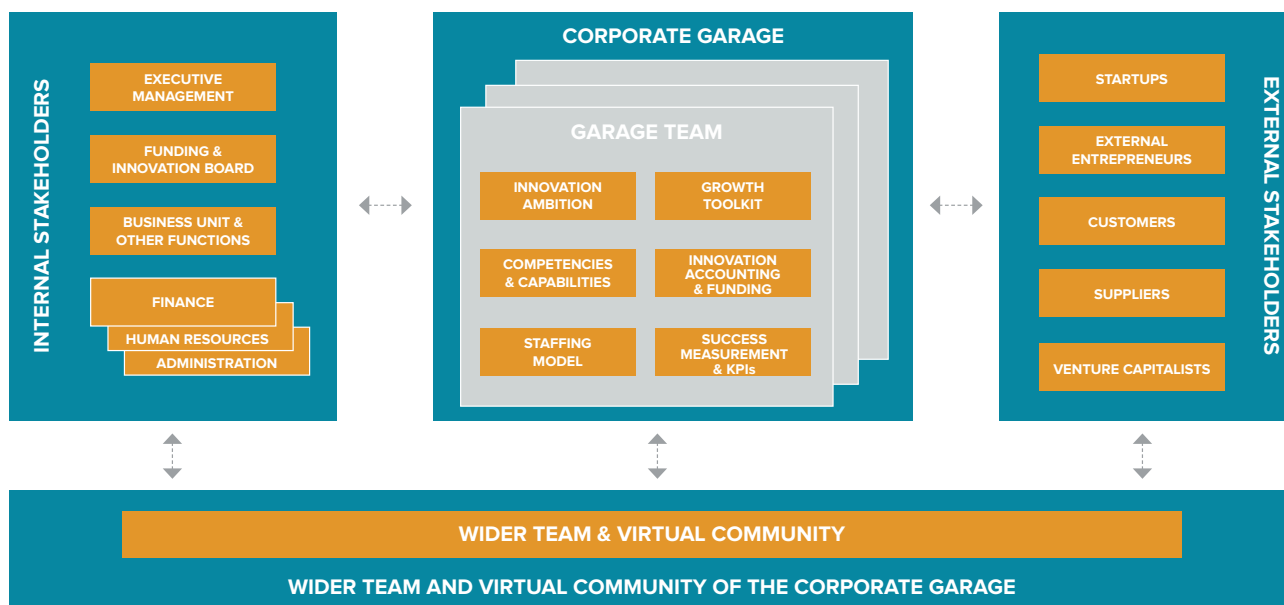 INTERNAL STAKEHOLDERS
EXECUTIVE
MANAGEMENT
FUNDING &
INNOVATION BOARD
BUSINESS UNIT &
OTHER FUNCTIONS
FINANCE
HUMAN RESOURCES
ADMINISTRATION
CORPORATE GARAGE
GARAGE TEAM
INNOVATION
AMBITION
GROWTH
TOOLKIT
COMPETENCIES
& CAPABILITIES
INNOVATION
ACCOUNTING
& FUNDING
STAFFING
MODEL
SUCCESS
MEASUREMENT
& KPIs
EXTERNAL STAKEHOLDERS
STARTUPS
EXTERNAL
ENTREPRENEURS
CUSTOMERS
SUPPLIERS
VENTURE CAPITALISTS
WIDER TEAM & VIRTUAL COMMUNITY
WIDER TEAM AND VIRTUAL COMMUNITY OF THE CORPORATE GARAGE